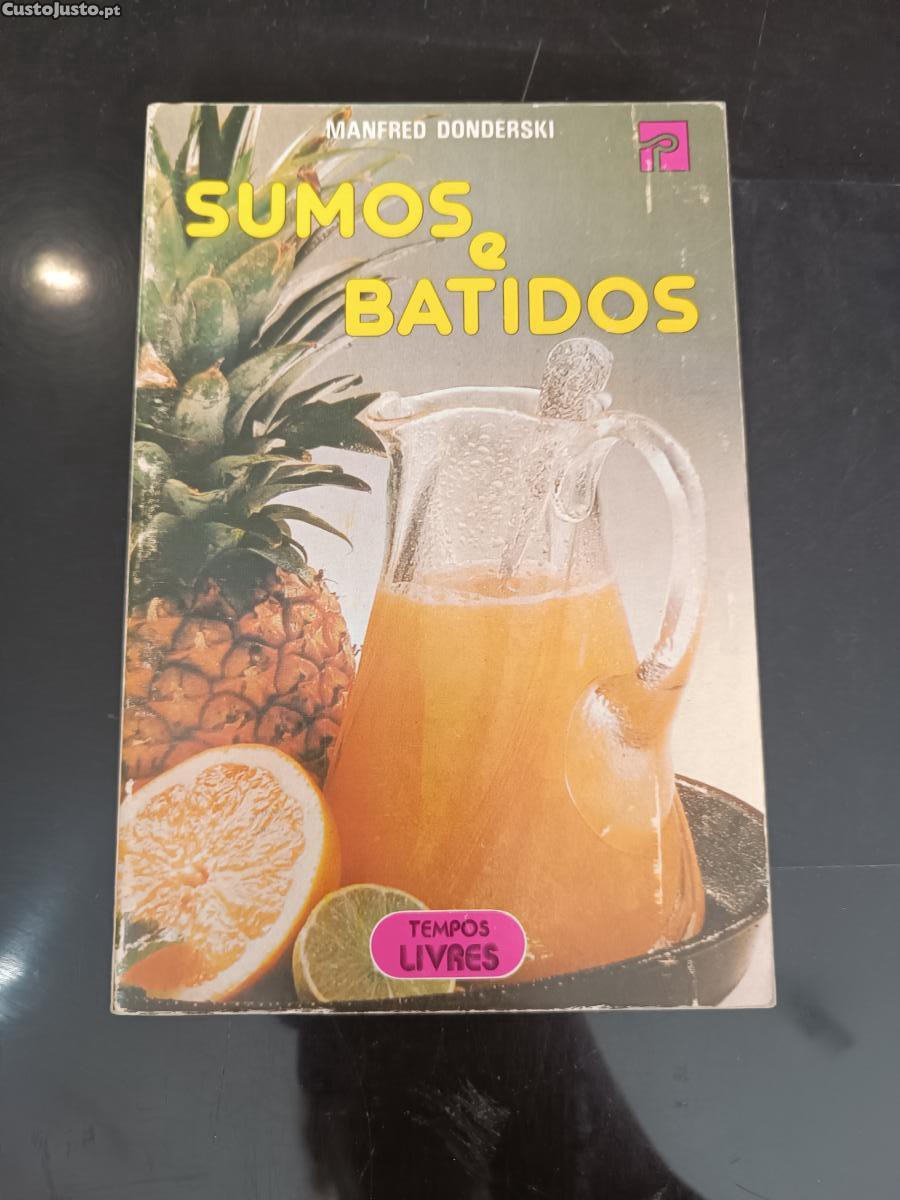 CustoJusto.pt
MANFRED DONDERSKI
SUMOS
e
BATIDOS
TEMPOS
LIVRES